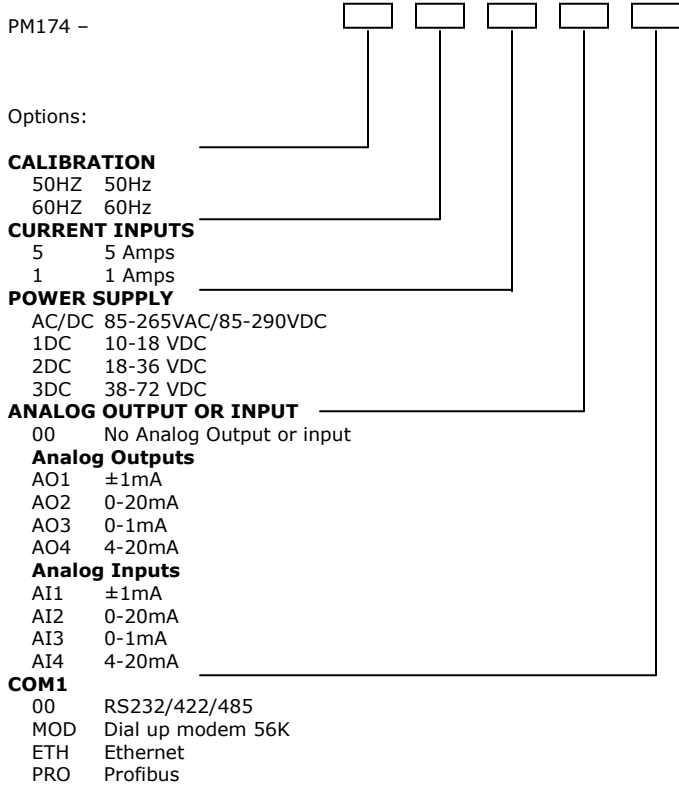 PM174 –
Options:
CALIBRATION
50HZ 50Hz
60HZ 60Hz
CURRENT INPUTS
5 5 Amps
1 1 Amps
POWER SUPPLY
AC/DC 85-265VAC/85-290VDC
1DC 10-18 VDC
2DC 18-36 VDC
3DC 38-72 VDC
ANALOG OUTPUT OR INPUT
00 No Analog Output or input
Analog Outputs
AO1 ±1mA
AO2 0-20mA
AO3 0-1mA
AO4 4-20mA
Analog Inputs
AI1 ±1mA
AI2 0-20mA
AI3 0-1mA
AI4 4-20mA
COM1
00 RS232/422/485
MOD Dial up modem 56K
ETH Ethernet
PRO Profibus